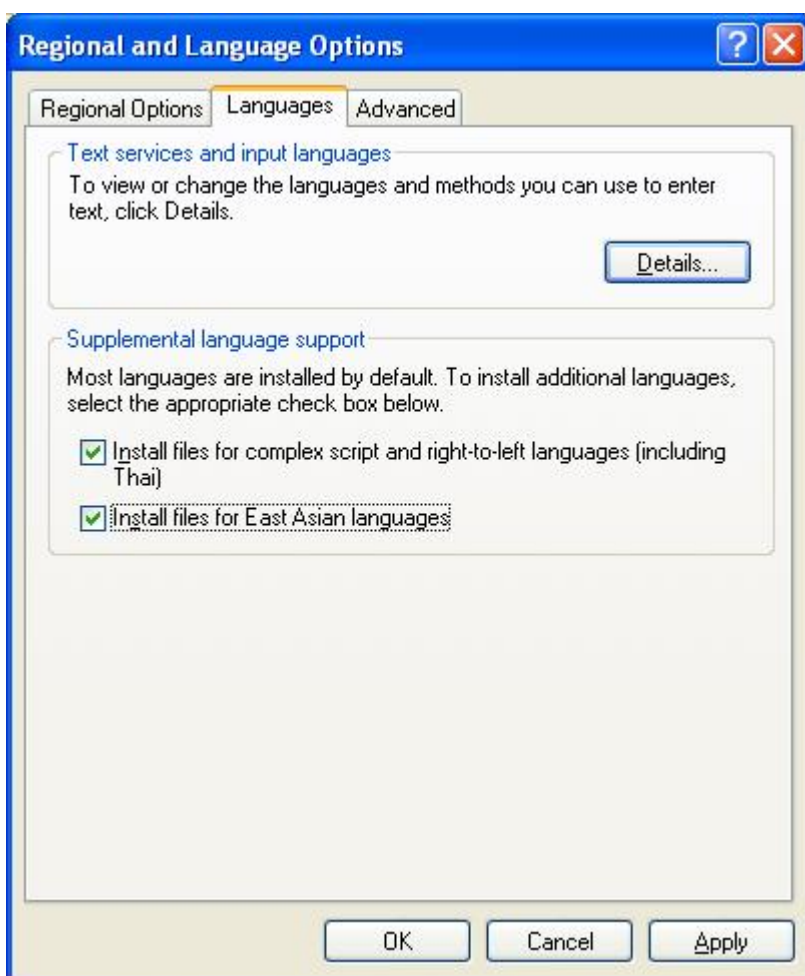 Regional and Language Options
Regional Options Languages Advanced
Text services and input languages
To view or change the languages and methods you can use to enter
text, click Details.
Details...
Supplemental language support
Most languages are installed by default. To install additional languages,
select the appropriate check box below.
Install files for complex script and right-to-left languages (including
Thai)
Install files for East Asian languages
OK Cancel Apply